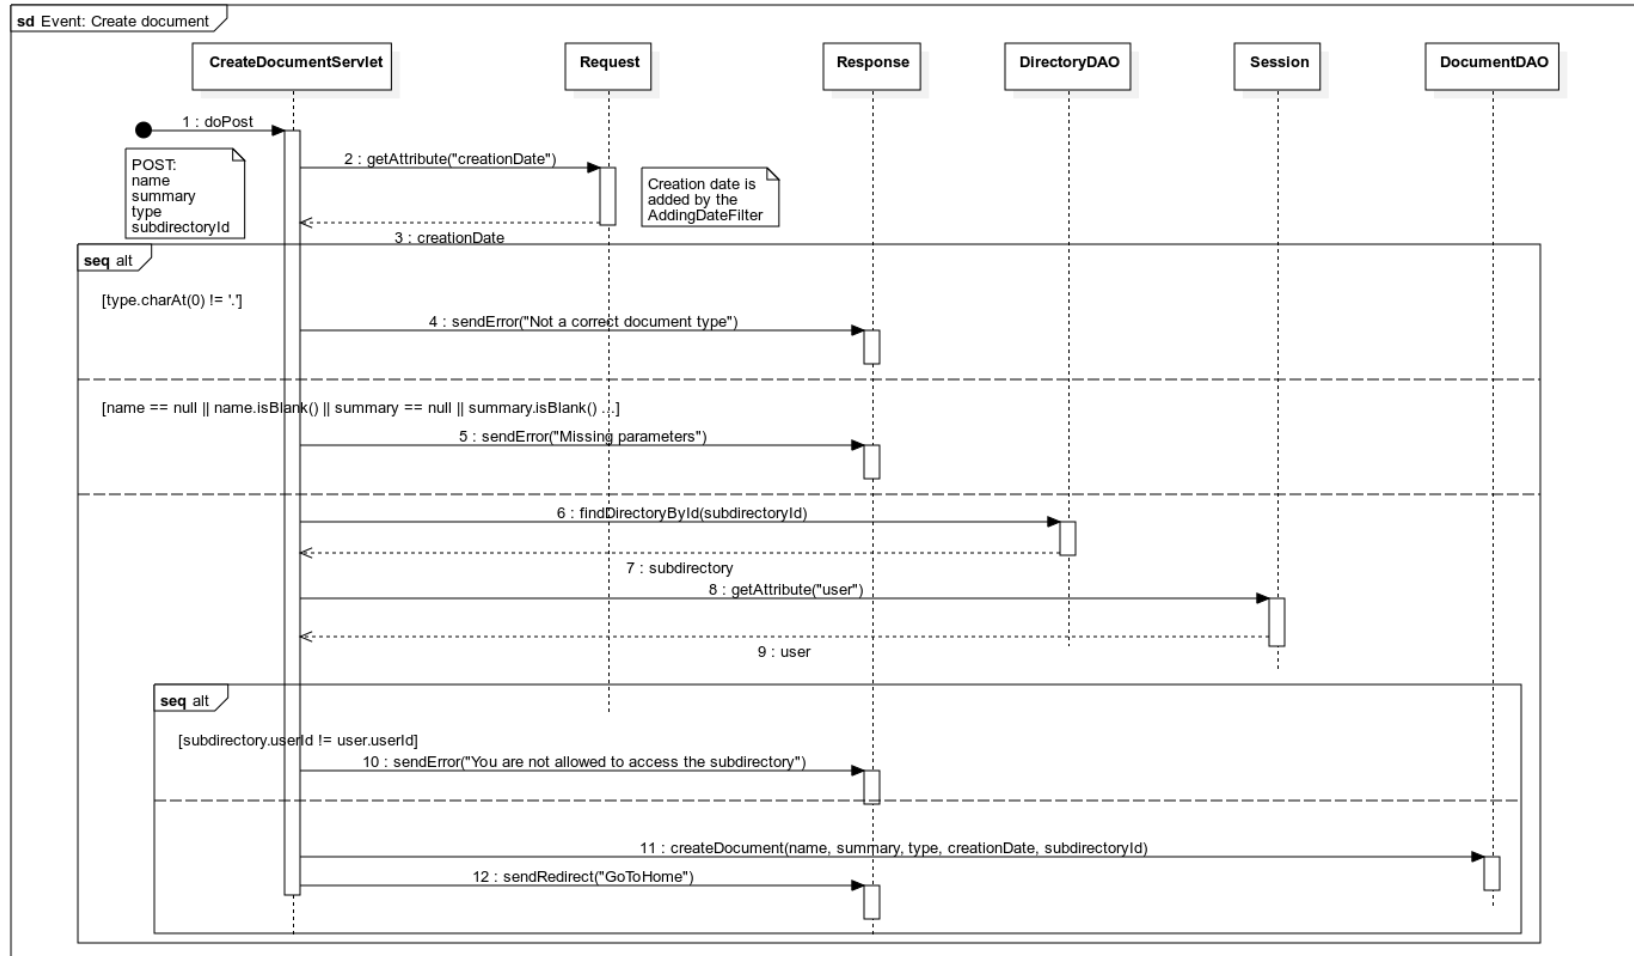 sd Event: Create document
CreateDocumentServlet
Request
Response
DirectoryDAO
Session
DocumentDAO
1 : doPost
POST:
name
summary
type
subdirectoryId
2 : getAttribute("creationDate")
Creation date is
added by the
AddingDateFilter
3 : creationDate
seq alt
[type.charAt(0) != '.']
4 : sendError("Not a correct document type")
[name == null || name.isBlank() || summary == null || summary.isBlank() ...]
5 : sendError("Missing parameters")
6 : findDirectoryById(subdirectoryId)
7 : subdirectory
8 : getAttribute("user")
9 : user
seq alt
[subdirectory.userId != user.userId]
10 : sendError("You are not allowed to access the subdirectory")
11 : createDocument(name, summary, type, creationDate, subdirectoryId)
12 : sendRedirect("GoToHome")